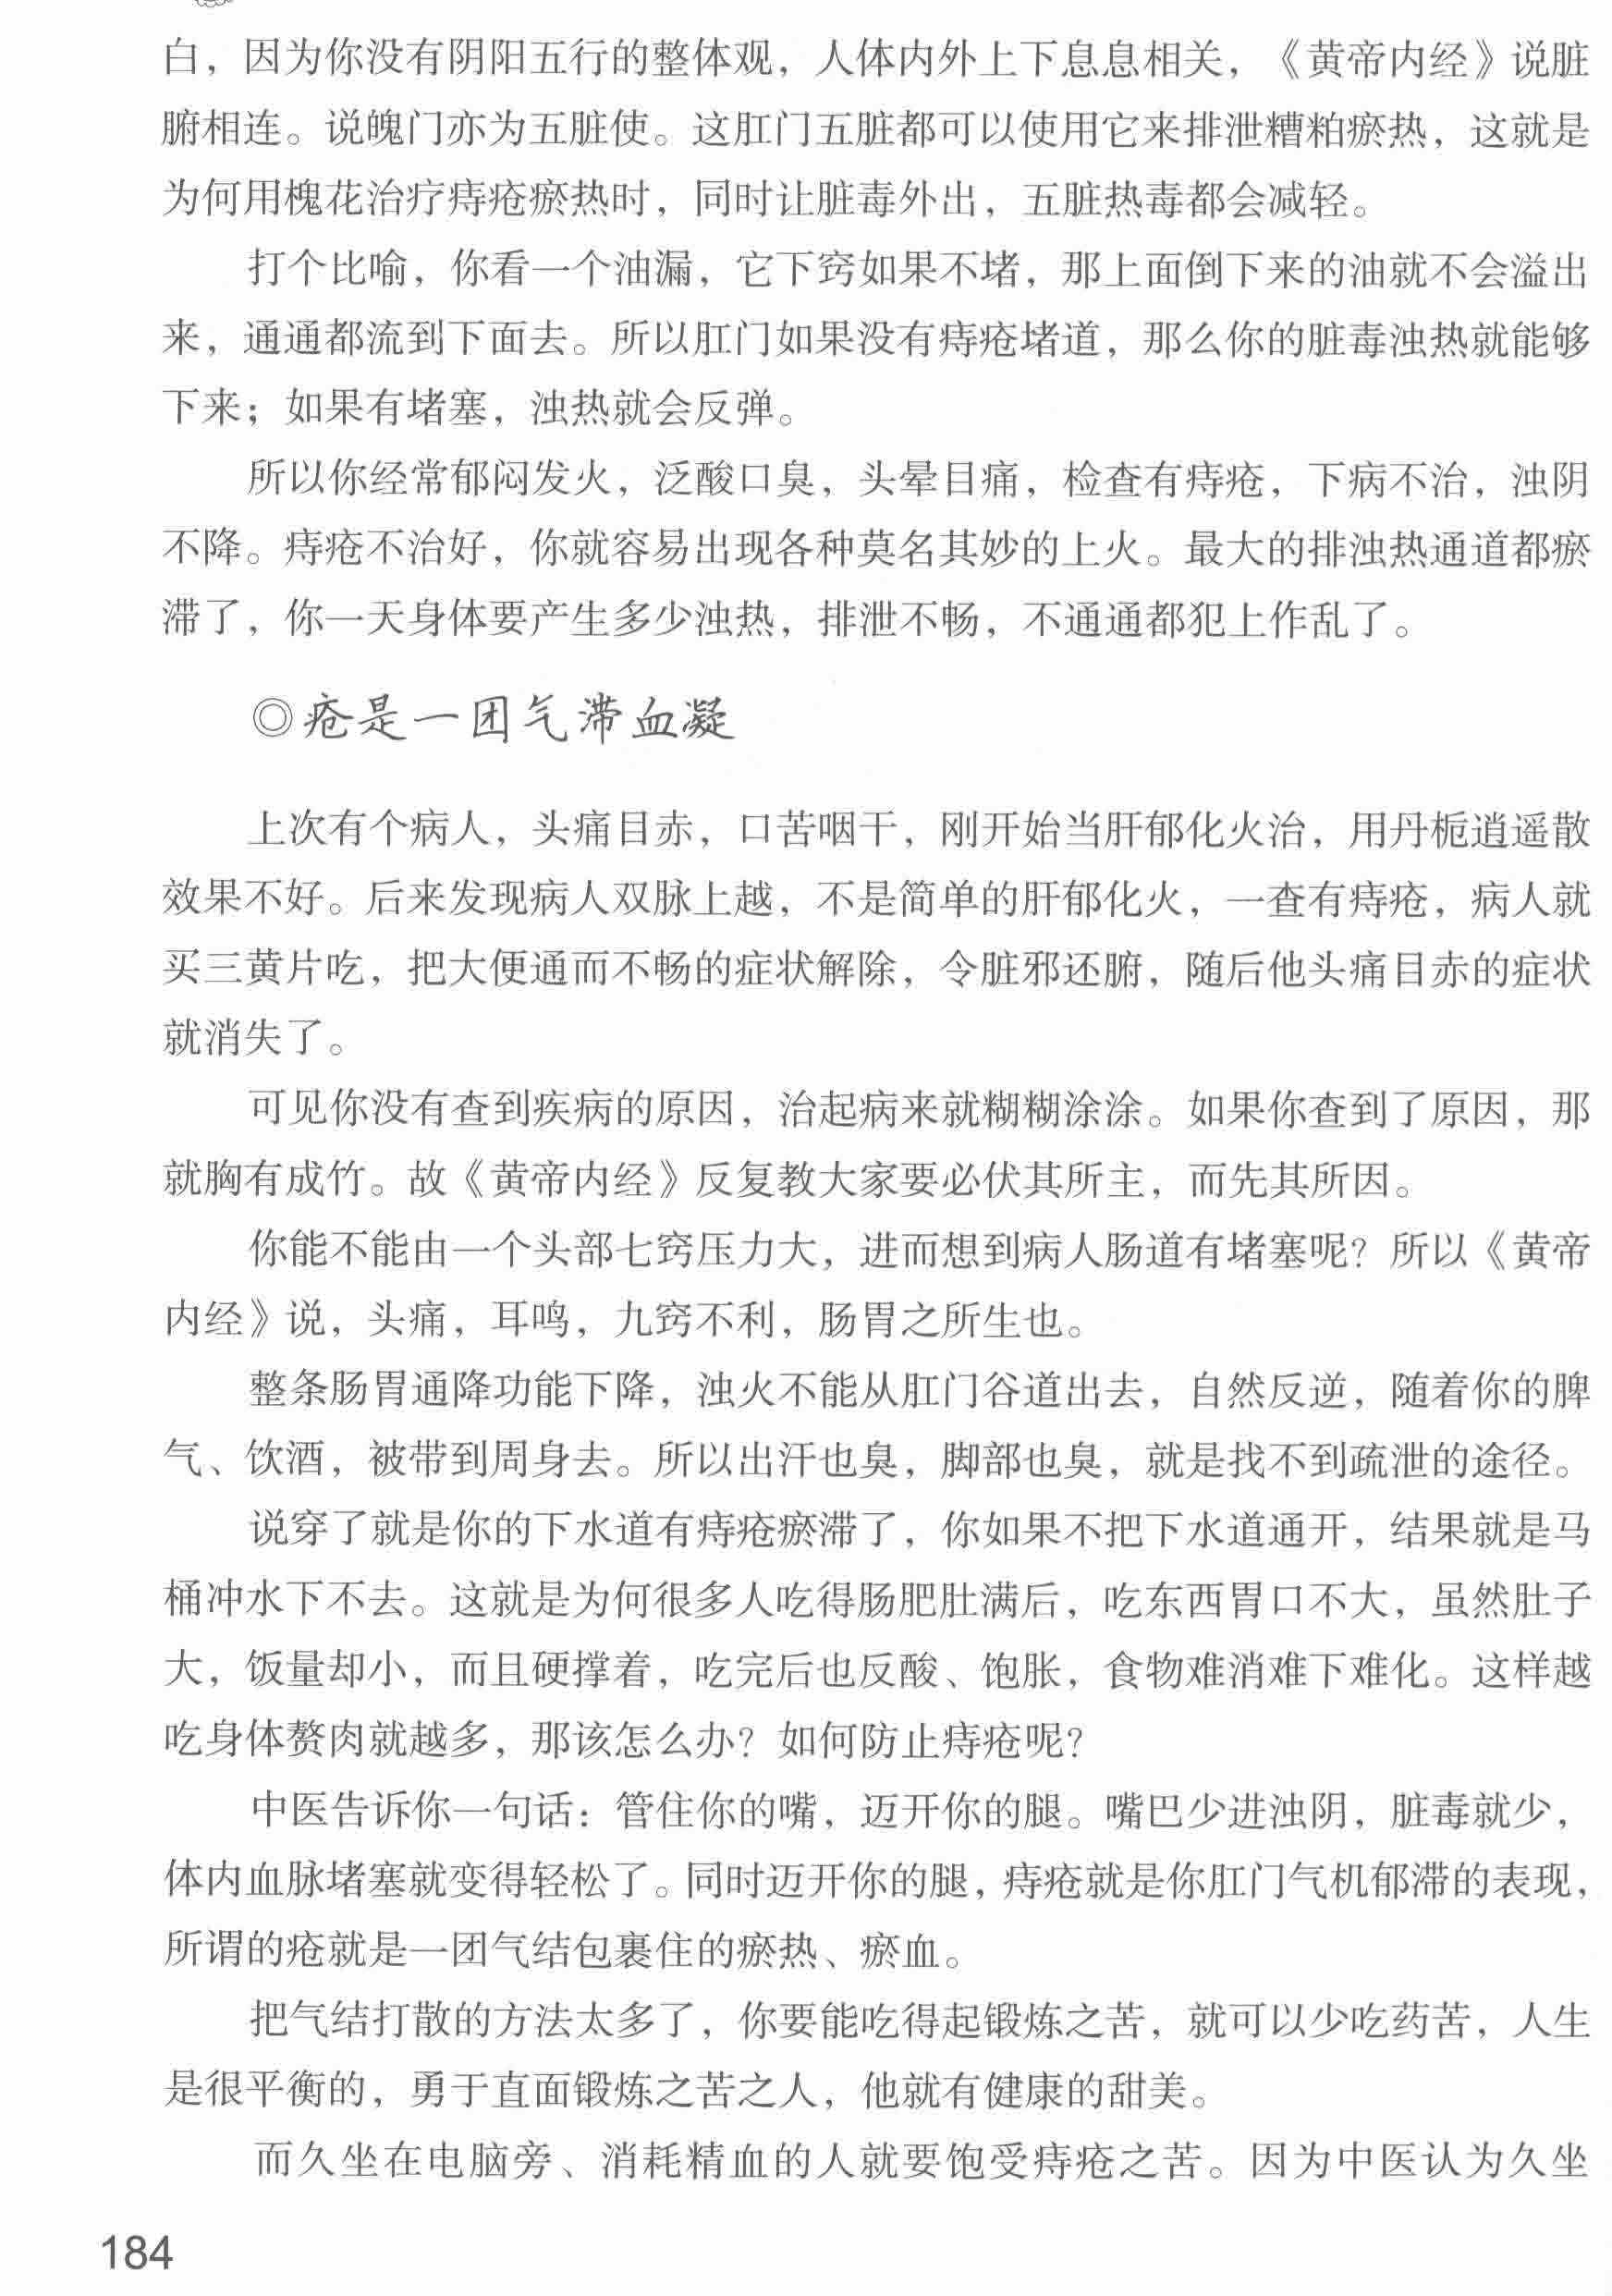 白，因为你没有阴阳五行的整体观，人体内外上下息息相关，《黄帝内经》说脏
腑相连。说魄门亦为五脏使。这肛门五脏都可以使用它来排泄糟粕瘀热，这就是
为何用槐花治疗痔疮瘀热时，同时让脏毒外出，五脏热毒都会减轻。
打个比喻，你看一个油漏，它下窍如果不堵，那上面倒下来的油就不会溢出
来，通通都流到下面去。所以肛门如果没有痔疮堵道，那么你的脏毒浊热就能够
下来；如果有堵塞，浊热就会反弹。
所以你经常郁闷发火，泛酸口臭，头晕目痛，检查有痔疮，下病不治，浊阴
不降。痔疮不治好，你就容易出现各种莫名其妙的上火。最大的排浊热通道都瘀
滞了，你一天身体要产生多少浊热，排泄不畅，不通通都犯上作乱了。
◎疮是一团气滞血凝
上次有个病人，头痛目赤，口苦咽干，刚开始当肝郁化火治，用丹栀逍遥散
效果不好。后来发现病人双脉上越，不是简单的肝郁化火，一查有痔疮，病人就
买三黄片吃，把大便通而不畅的症状解除，令脏邪还腑，随后他头痛目赤的症状
就消失了。
可见你没有查到疾病的原因，治起病来就糊糊涂涂。如果你查到了原因，那
就胸有成竹。故《黄帝内经》反复教大家要必伏其所主，而先其所因。
你能不能由一个头部七窍压力大，进而想到病人肠道有堵塞呢？所以《黄帝
内经》说，头痛，耳鸣，九窍不利，肠胃之所生也。
整条肠胃通降功能下降，浊火不能从肛门谷道出去，自然反逆，随着你的脾
气、饮酒，被带到周身去。所以出汗也臭，脚部也臭，就是找不到疏泄的途径。
说穿了就是你的下水道有痔疮瘀滞了，你如果不把下水道通开，结果就是马
桶冲水下不去。这就是为何很多人吃得肠肥肚满后，吃东西胃口不大，虽然肚子
大，饭量却小，而且硬撑着，吃完后也反酸、饱胀，食物难消难下难化。这样越
吃身体赘肉就越多，那该怎么办？如何防止痔疮呢？
中医告诉你一句话：管住你的嘴，迈开你的腿。嘴巴少进浊阴，脏毒就少，
体内血脉堵塞就变得轻松了。同时迈开你的腿，痔疮就是你肛门气机郁滞的表现，
所谓的疮就是一团气结包裹住的瘀热、瘀血。
把气结打散的方法太多了，你要能吃得起锻炼之苦，就可以少吃药苦，人生
是很平衡的，勇于直面锻炼之苦之人，他就有健康的甜美。
而久坐在电脑旁、消耗精血的人就要饱受痔疮之苦。因为中医认为久坐
184